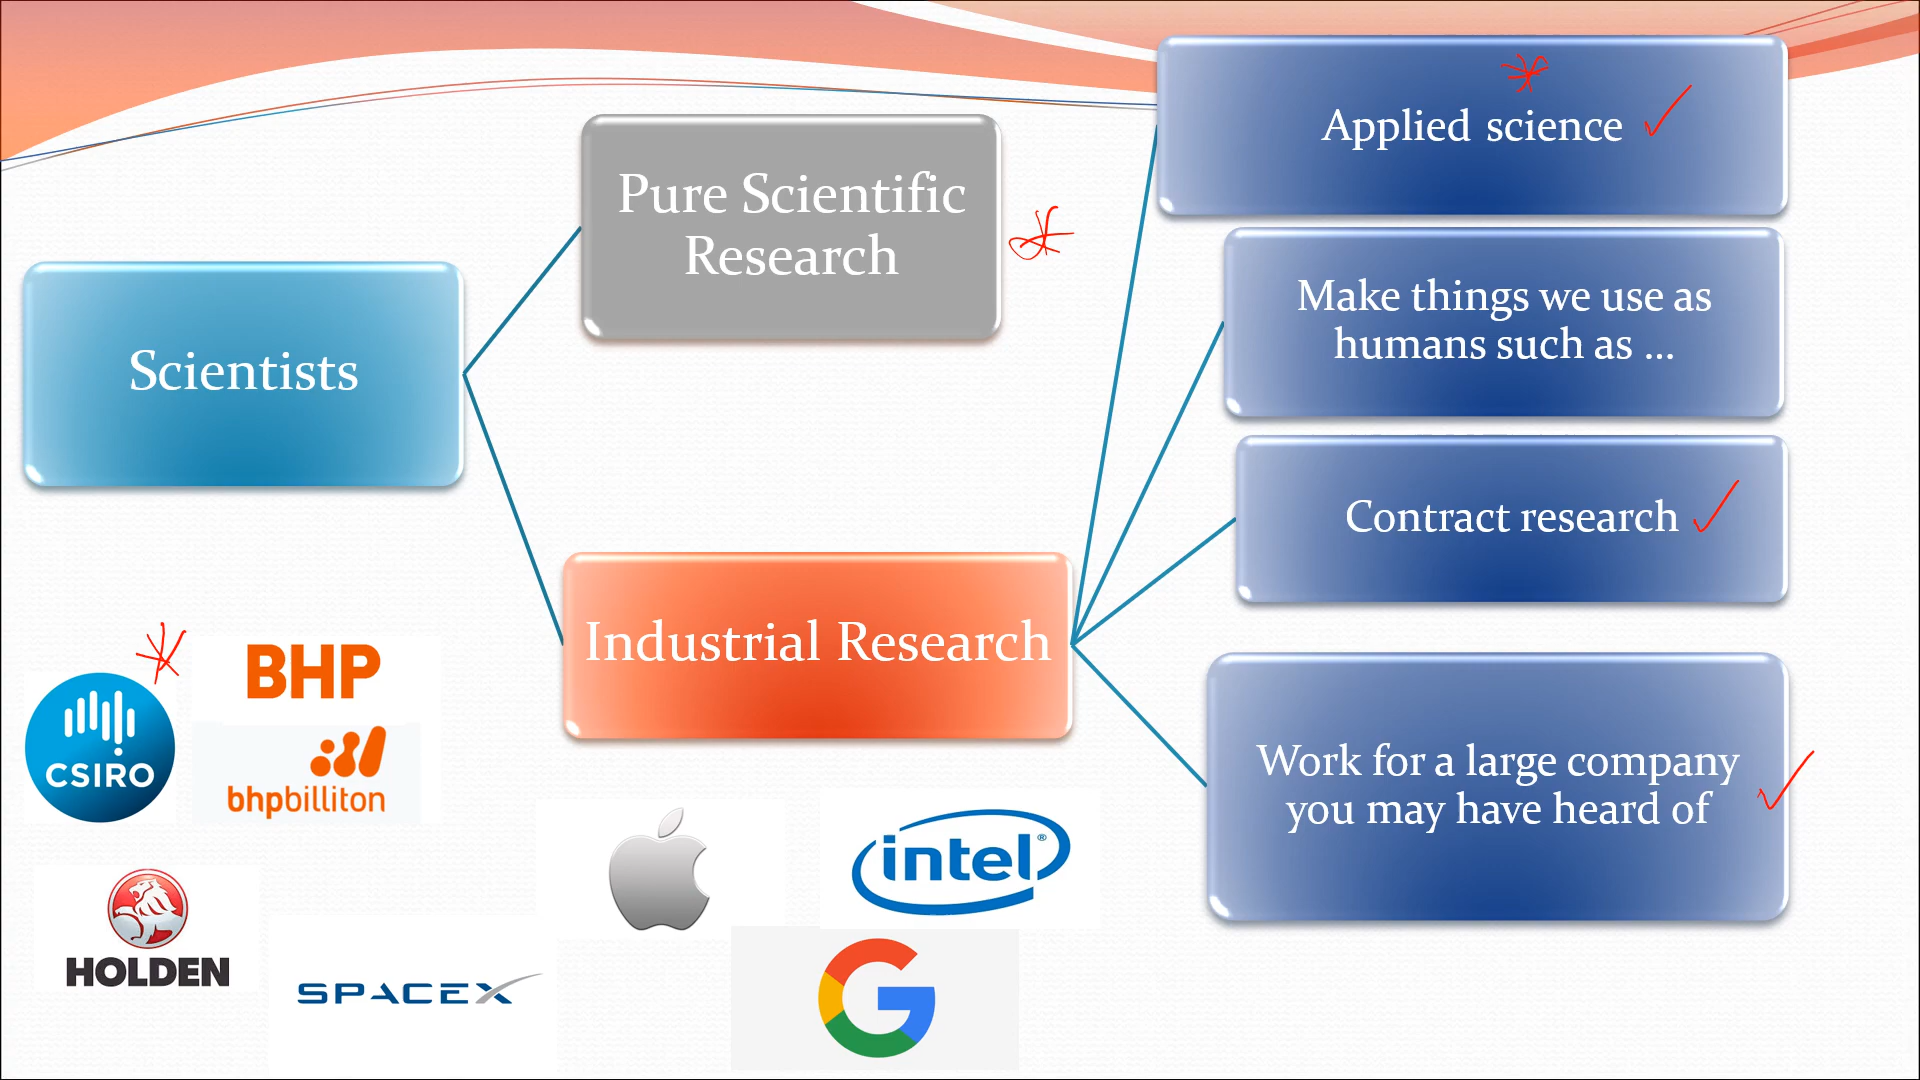 Scientists
Pure Scientific
Research
Industrial Research
Applied science
Make things we use as
humans such as ...
Contract research
Work for a large company
you may have heard of
CSIRO
BHP
bhpbilliton
HOLDEN
SPACEX
intel®
G